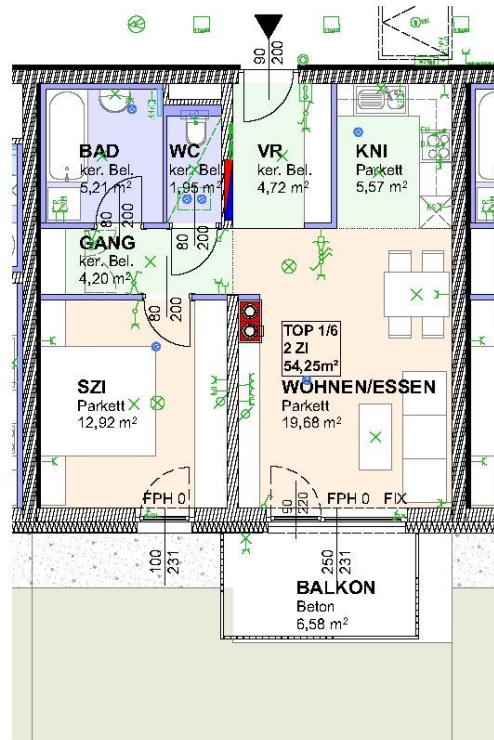 90
200
BAD
ker. Bel.
5,21 m²
WC
ker. Bel.
1,95 m²
VR
ker. Bel.
4,72 m²
KNI
Parkett
5,57 m²
80
200
80
200
GANG
ker. Bel.
4,20 m²
80
200
TOP 1/6
2 ZI
54,25m²
SZI
Parkett
12,92 m²
WOHNEN/ESSEN
Parkett
19,68 m²
FPH 0
90
220
FPH 0
FIX
100
231
250
231
BALKON
Beton
6,58 m²